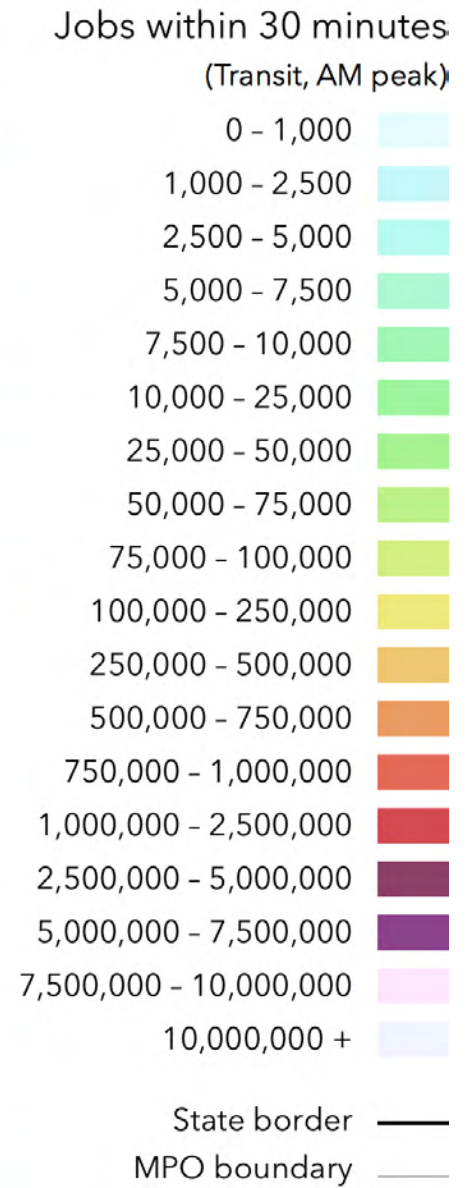 Jobs within 30 minutes
(Transit, AM peak)
0 – 1,000
1,000 – 2,500
2,500 – 5,000
5,000 – 7,500
7,500 – 10,000
10,000 – 25,000
25,000 – 50,000
50,000 – 75,000
75,000 – 100,000
100,000 – 250,000
250,000 – 500,000
500,000 – 750,000
750,000 – 1,000,000
1,000,000 – 2,500,000
2,500,000 – 5,000,000
5,000,000 – 7,500,000
7,500,000 – 10,000,000
10,000,000 +
State border
MPO boundary